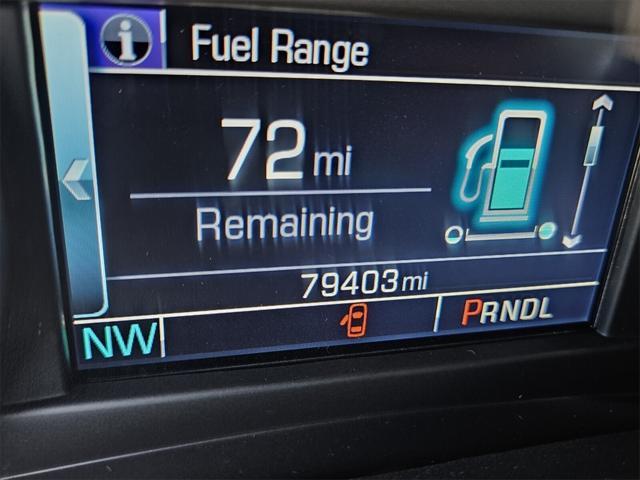 i Fuel Range
72 mi
Remaining
79403 mi
NW PRNDL